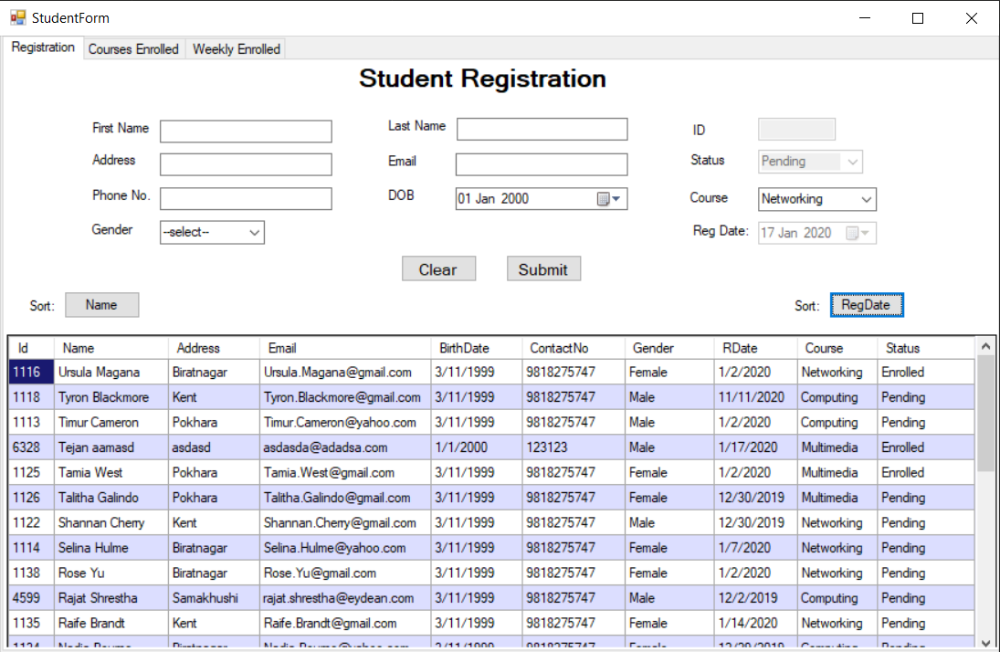 StudentForm
Registration Courses Enrolled Weekly Enrolled
Student Registration
First Name Last Name ID
Address Email Status Pending
Phone No. DOB 01 Jan 2000 Course Networking
Gender --select-- Reg Date: 17 Jan 2020
Clear Submit
Sort: Name Sort: RegDate
Id Name Address Email BirthDate ContactNo Gender RDate Course Status
1116 Ursula Magana Biratnagar Ursula.Magana@gmail.com 3/11/1999 9818275747 Female 1/2/2020 Networking Enrolled
1118 Tyron Blackmore Kent Tyron.Blackmore@gmail.com 3/11/1999 9818275747 Male 11/11/2020 Computing Pending
1113 Timur Cameron Pokhara Timur.Cameron@yahoo.com 3/11/1999 9818275747 Male 1/2/2020 Computing Pending
6328 Tejan aamasd asdasd asdasda@adadsa.com 1/1/2000 123123 Male 1/17/2020 Multimedia Enrolled
1125 Tamia West Pokhara Tamia.West@gmail.com 3/11/1999 9818275747 Female 1/2/2020 Multimedia Enrolled
1126 Talitha Galindo Pokhara Talitha.Galindo@gmail.com 3/11/1999 9818275747 Female 12/30/2019 Multimedia Pending
1122 Shannan Cherry Kent Shannan.Cherry@gmail.com 3/11/1999 9818275747 Male 12/30/2019 Networking Pending
1114 Selina Hulme Biratnagar Selina.Hulme@yahoo.com 3/11/1999 9818275747 Female 1/7/2020 Networking Pending
1138 Rose Yu Biratnagar Rose.Yu@gmail.com 3/11/1999 9818275747 Female 1/2/2020 Networking Pending
4599 Rajat Shrestha Samakhushi rajat.shrestha@eydean.com 3/11/1999 9818275747 Male 12/2/2019 Computing Pending
1135 Raife Brandt Kent Raife.Brandt@gmail.com 3/11/1999 9818275747 Female 1/14/2020 Networking Pending